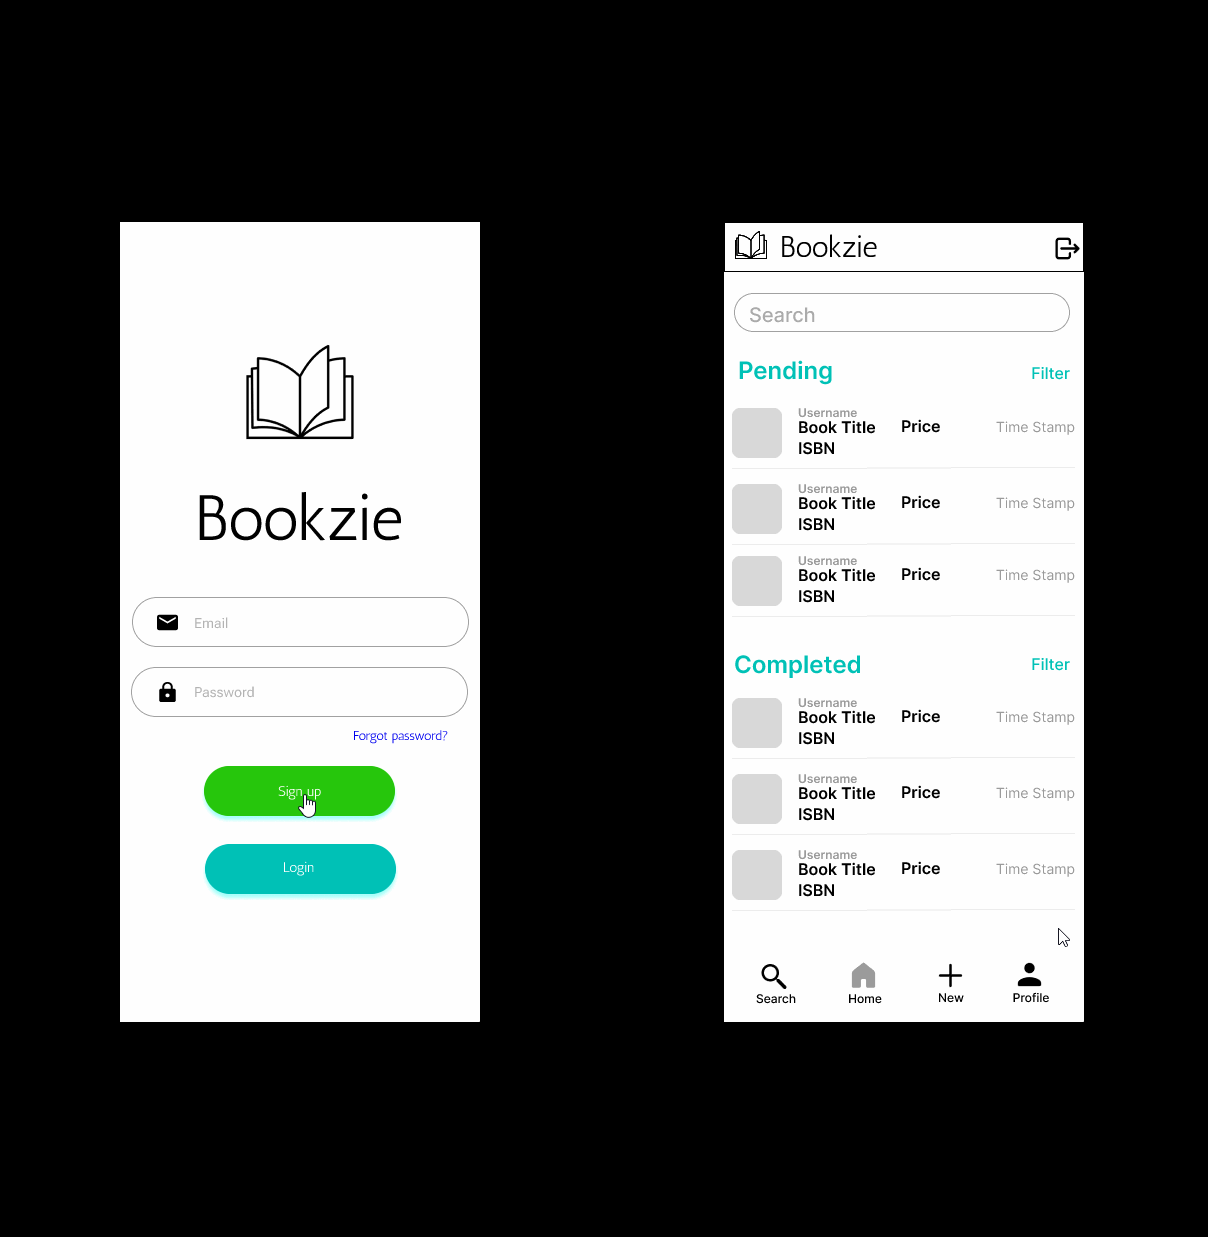 Bookzie
Email
Password
Forgot password?
Sign up
Login
Bookzie
Search
Pending
Filter
Username
Book Title
Price
Time Stamp
ISBN
Username
Book Title
Price
Time Stamp
ISBN
Username
Book Title
Price
Time Stamp
ISBN
Completed
Filter
Username
Book Title
Price
Time Stamp
ISBN
Username
Book Title
Price
Time Stamp
ISBN
Username
Book Title
Price
Time Stamp
ISBN
Search
Home
New
Profile